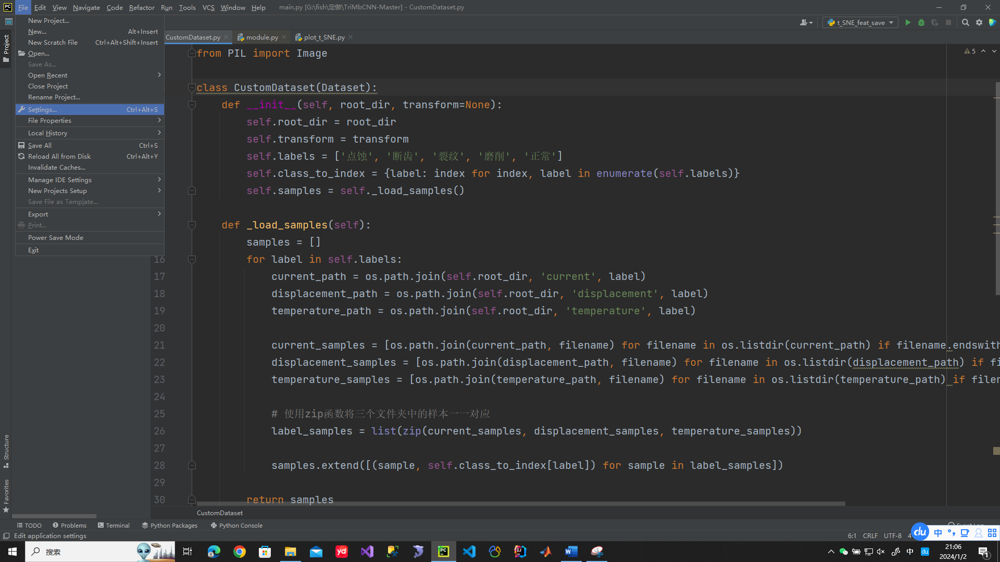 File Edit View Navigate Code Refactor Run Tools VCS Window Help main.py [G:\fish\定做\TriMbCNN-Master] - CustomDataset.py
t_SNE_feat_save
CustomDataset.py module.py plot_t_SNE.py
Project
New Project...
New... Alt+Insert
New Scratch File Ctrl+Alt+Shift+Insert
Open...
Save As...
Open Recent
Close Project
Rename Project...
Settings... Ctrl+Alt+S
File Properties
Local History
Save All Ctrl+S
Reload All from Disk Ctrl+Alt+Y
Invalidate Caches...
Manage IDE Settings
New Projects Setup
Save File as Template...
Export
Print...
Power Save Mode
Exit
5
from PIL import Image
class CustomDataset(Dataset):
def __init__(self, root_dir, transform=None):
self.root_dir = root_dir
self.transform = transform
self.labels = ['点蚀', '断齿', '裂纹', '磨削', '正常']
self.class_to_index = {label: index for index, label in enumerate(self.labels)}
self.samples = self._load_samples()
def _load_samples(self):
samples = []
16 for label in self.labels:
17 current_path = os.path.join(self.root_dir, 'current', label)
18 displacement_path = os.path.join(self.root_dir, 'displacement', label)
19 temperature_path = os.path.join(self.root_dir, 'temperature', label)
20
21 current_samples = [os.path.join(current_path, filename) for filename in os.listdir(current_path) if filename.endswith
22 displacement_samples = [os.path.join(displacement_path, filename) for filename in os.listdir(displacement_path) if fi
23 temperature_samples = [os.path.join(temperature_path, filename) for filename in os.listdir(temperature_path) if filen
24
25 # 使用zip函数将三个文件夹中的样本一一对应
26 label_samples = list(zip(current_samples, displacement_samples, temperature_samples))
27
28 samples.extend([(sample, self.class_to_index[label]) for sample in label_samples])
29
30 return samples
Structure
Favorites
CustomDataset
TODO Problems Terminal Python Packages Python Console
Edit application settings 6:1 CRLF UTF-8 4
du 中
搜索
yd
PC
W
中 du
21:06
2024/1/2
1